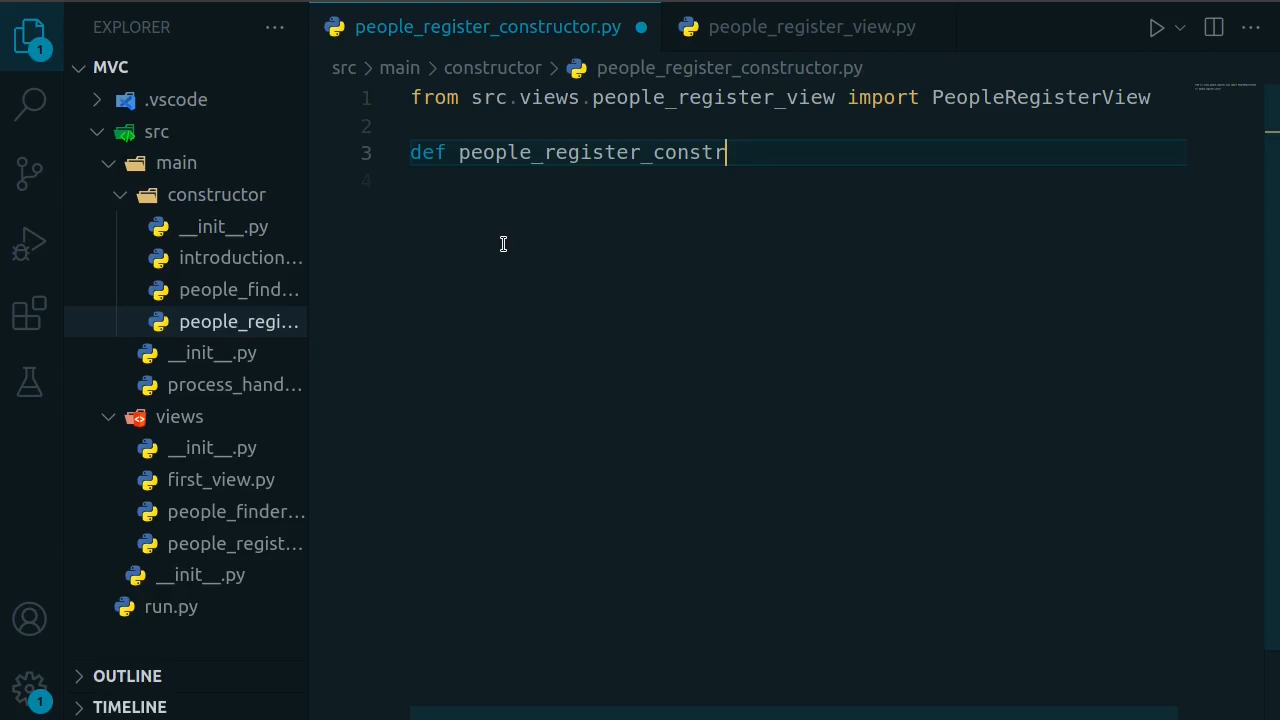 EXPLORER
MVC
.vscode
src
main
constructor
__init__.py
introduction...
people_find...
people_regi...
__init__.py
process_hand...
views
__init__.py
first_view.py
people_finder...
people_regist...
__init__.py
run.py
OUTLINE
TIMELINE
1
1
people_register_constructor.py
people_register_view.py
src > main > constructor > people_register_constructor.py
1 from src.views.people_register_view import PeopleRegisterView
2
3 def people_register_constr
4